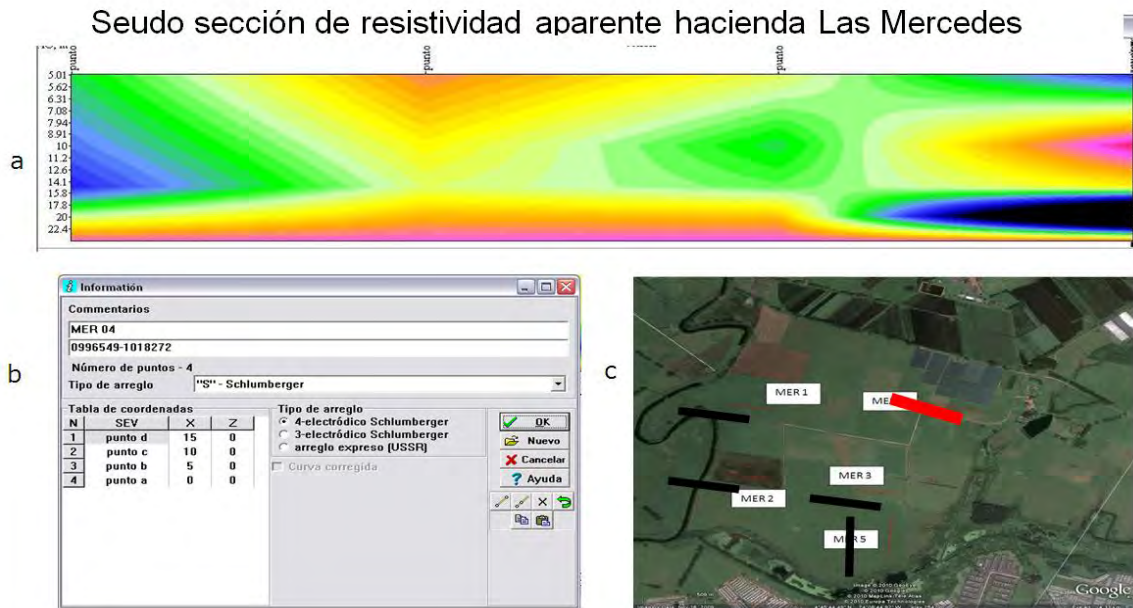 Seudo sección de resistividad aparente hacienda Las Mercedes
punto
punto
punto
5.01
5.62
6.31
7.08
7.94
8.91
10
11.2
12.6
14.1
15.8
17.8
20
22.4
a
Informatión
Commentarios
MER 04
0996549-1018272
Número de puntos - 4
Tipo de arreglo "S" - Schlumberger
Tabla de coordenadas
N SEV X Z
1 punto d 15 0
2 punto c 10 0
3 punto b 5 0
4 punto a 0 0
Tipo de arreglo
4-electródico Schlumberger
3-electródico Schlumberger
arreglo expreso [USSR]
Curva corregida
OK
Nuevo
Cancelar
Ayuda
b
c
MER 1
ME
MER 3
MER 2
MER 5
Google